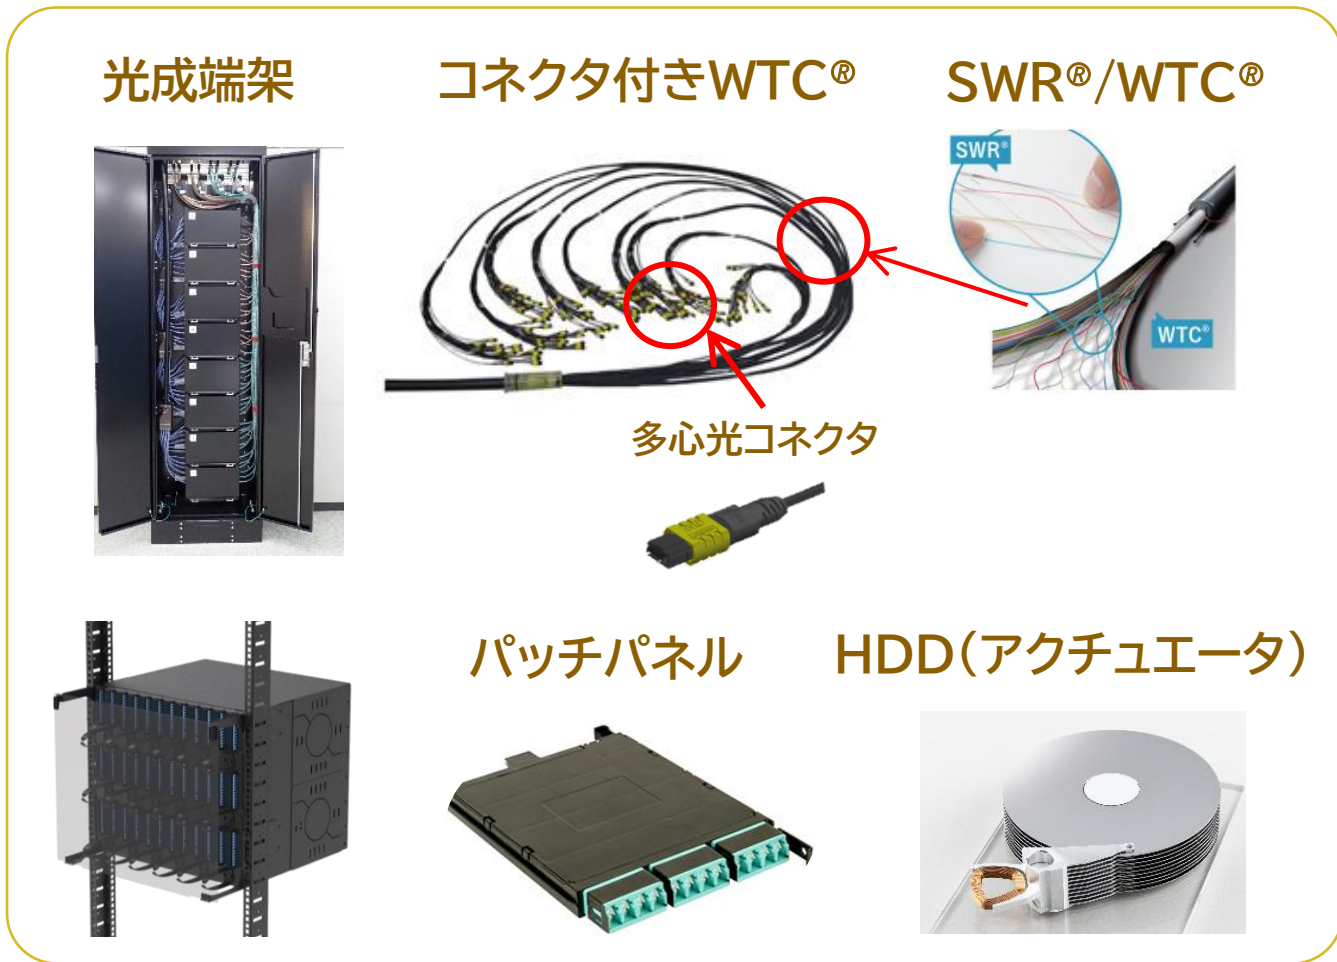 光成端架
コネクタ付きWTC®
SWR®/WTC®
SWR®
WTC®
多心光コネクタ
パッチパネル
HDD(アクチュエータ)